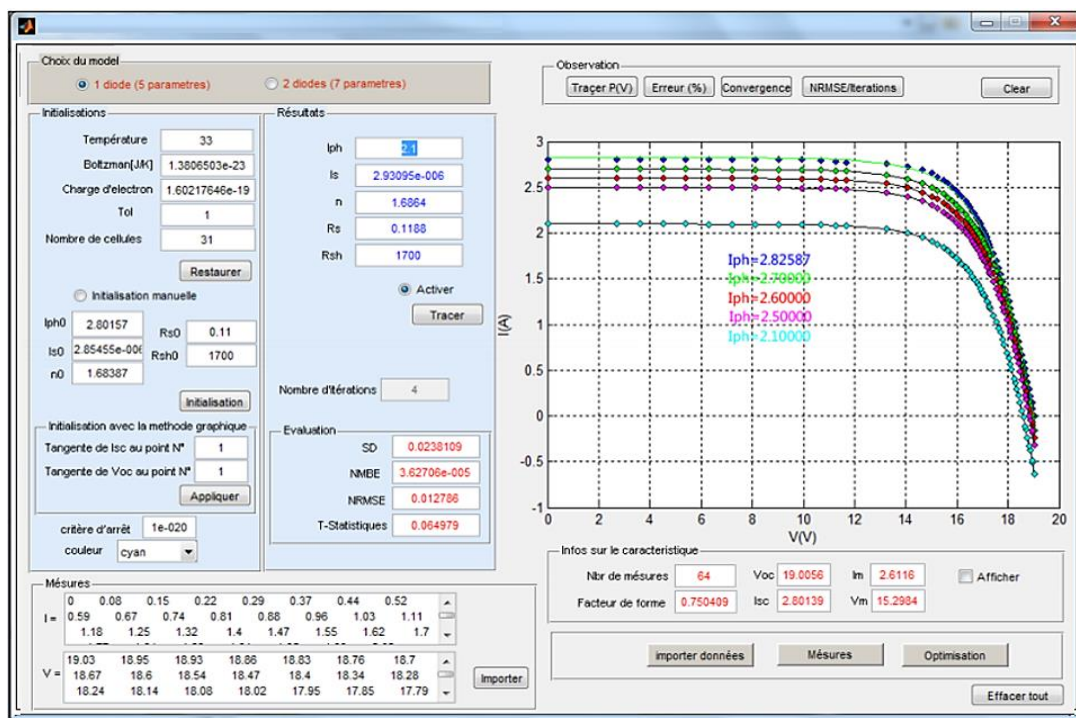 Choix du model
1 diode (5 parametres)
2 diodes (7 parametres)
Initialisations
Température 33
Boltzman[J/K] 1.3806503e-23
Charge d'electron 1.60217646e-19
Tol 1
Nombre de cellules 31
Restaurer
Initialisation manuelle
Iph0 2.80157
Is0 2.85455e-006
n0 1.68387
Rs0 0.11
Rsh0 1700
Initialisation
Initialisation avec la methode graphique
Tangente de Isc au point N° 1
Tangente de Voc au point N° 1
Appliquer
critère d'arrêt 1e-020
couleur cyan
Résultats
Iph 2.1
Is 2.93095e-006
n 1.6864
Rs 0.1188
Rsh 1700
Activer
Tracer
Nombre d'itérations 4
Evaluation
SD 0.0238109
NMBE 3.62706e-005
NRMSE 0.012786
T-Statistiques 0.064979
Observation
Traçer P(V) Erreur (%) Convergence NRMSE/Iterations Clear
3
2.5
2
1.5
1
0.5
0
-0.5
-1
I(A)
Iph=2.82587
Iph=2.70000
Iph=2.60000
Iph=2.50000
Iph=2.10000
0 2 4 6 8 10 12 14 16 18 20
V(V)
Infos sur le caracteristique
Nbr de mésures 64 Voc 19.0056 Im 2.6116 Afficher
Facteur de forme 0.750409 Isc 2.80139 Vm 15.2984
Mésures
I =
0 0.08 0.15 0.22 0.29 0.37 0.44 0.52
0.59 0.67 0.74 0.81 0.88 0.96 1.03 1.11
1.18 1.25 1.32 1.4 1.47 1.55 1.62 1.7
V =
19.03 18.95 18.93 18.86 18.83 18.76 18.7
18.67 18.6 18.54 18.47 18.4 18.34 18.28
18.24 18.14 18.08 18.02 17.95 17.85 17.79
Importer
importer données Mésures Optimisation
Effacer tout